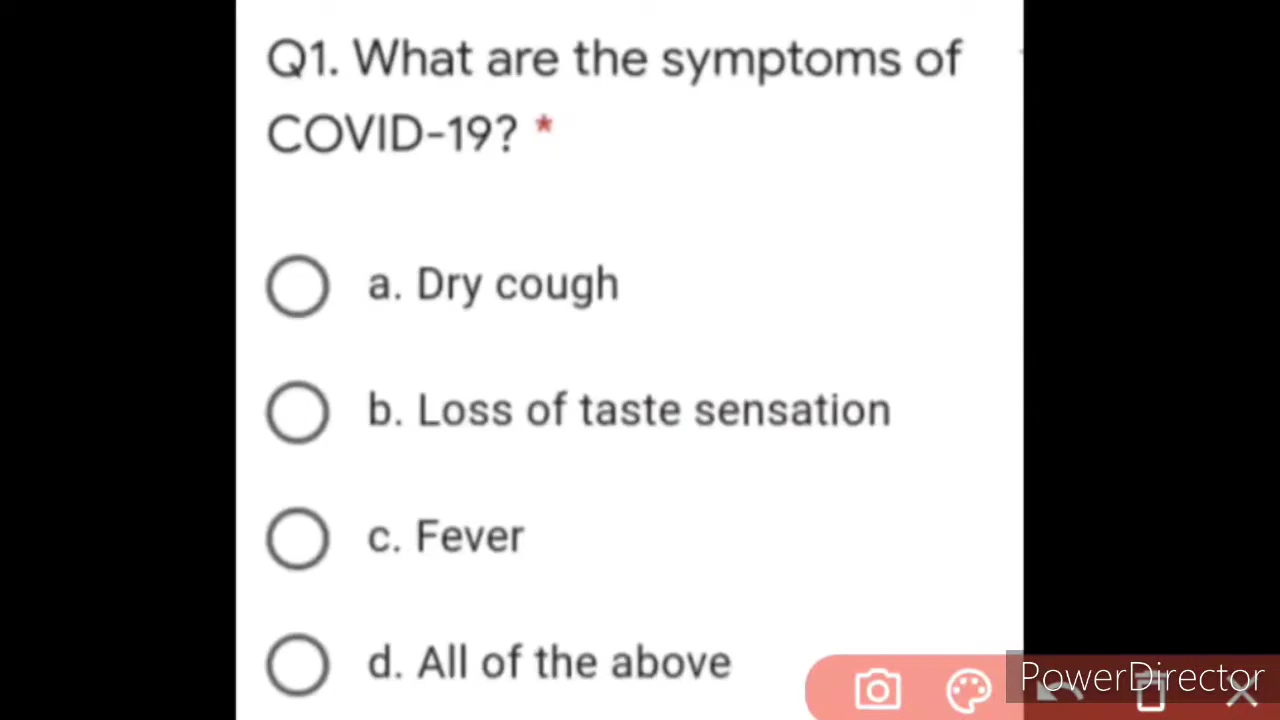 Q1. What are the symptoms of
COVID-19? *
a. Dry cough
b. Loss of taste sensation
c. Fever
d. All of the above
PowerDirector